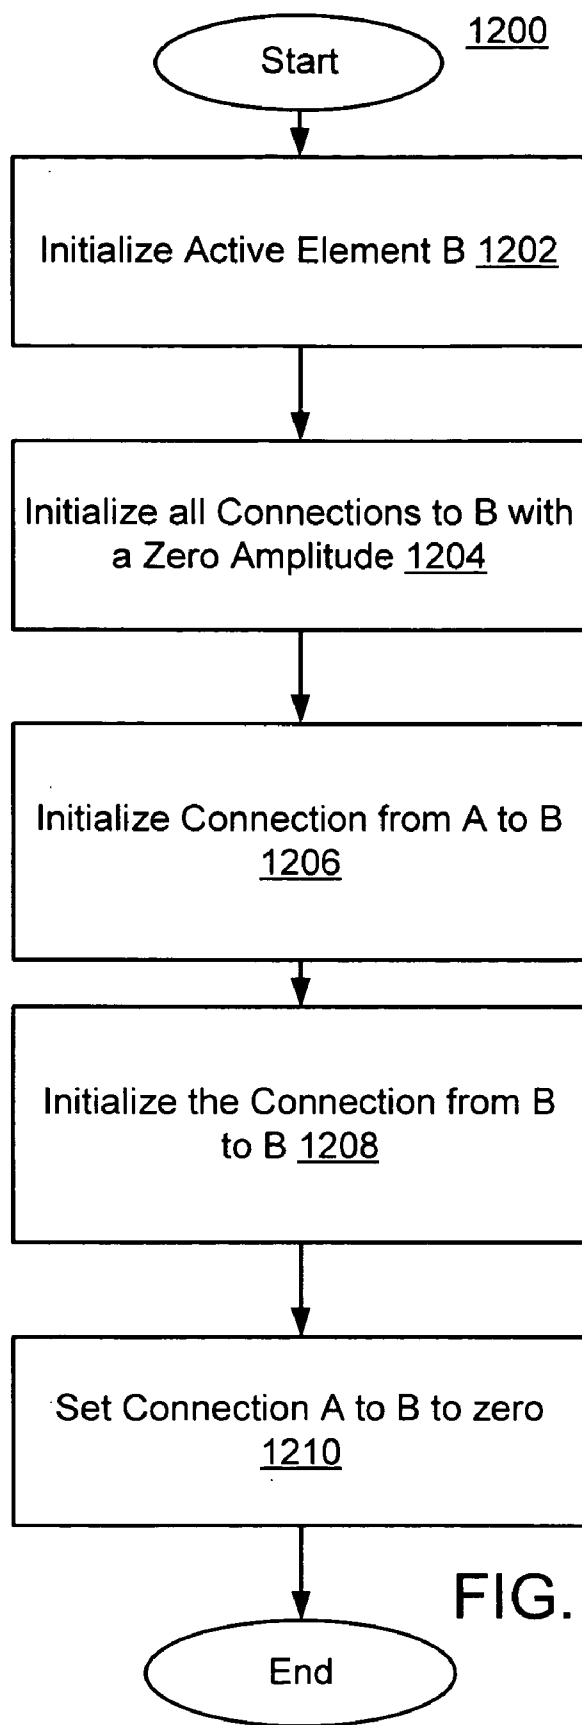 1200
Start
Initialize Active Element B 1202
Initialize all Connections to B with
a Zero Amplitude 1204
Initialize Connection from A to B
1206
Initialize the Connection from B
to B 1208
Set Connection A to B to zero
1210
FIG.
End